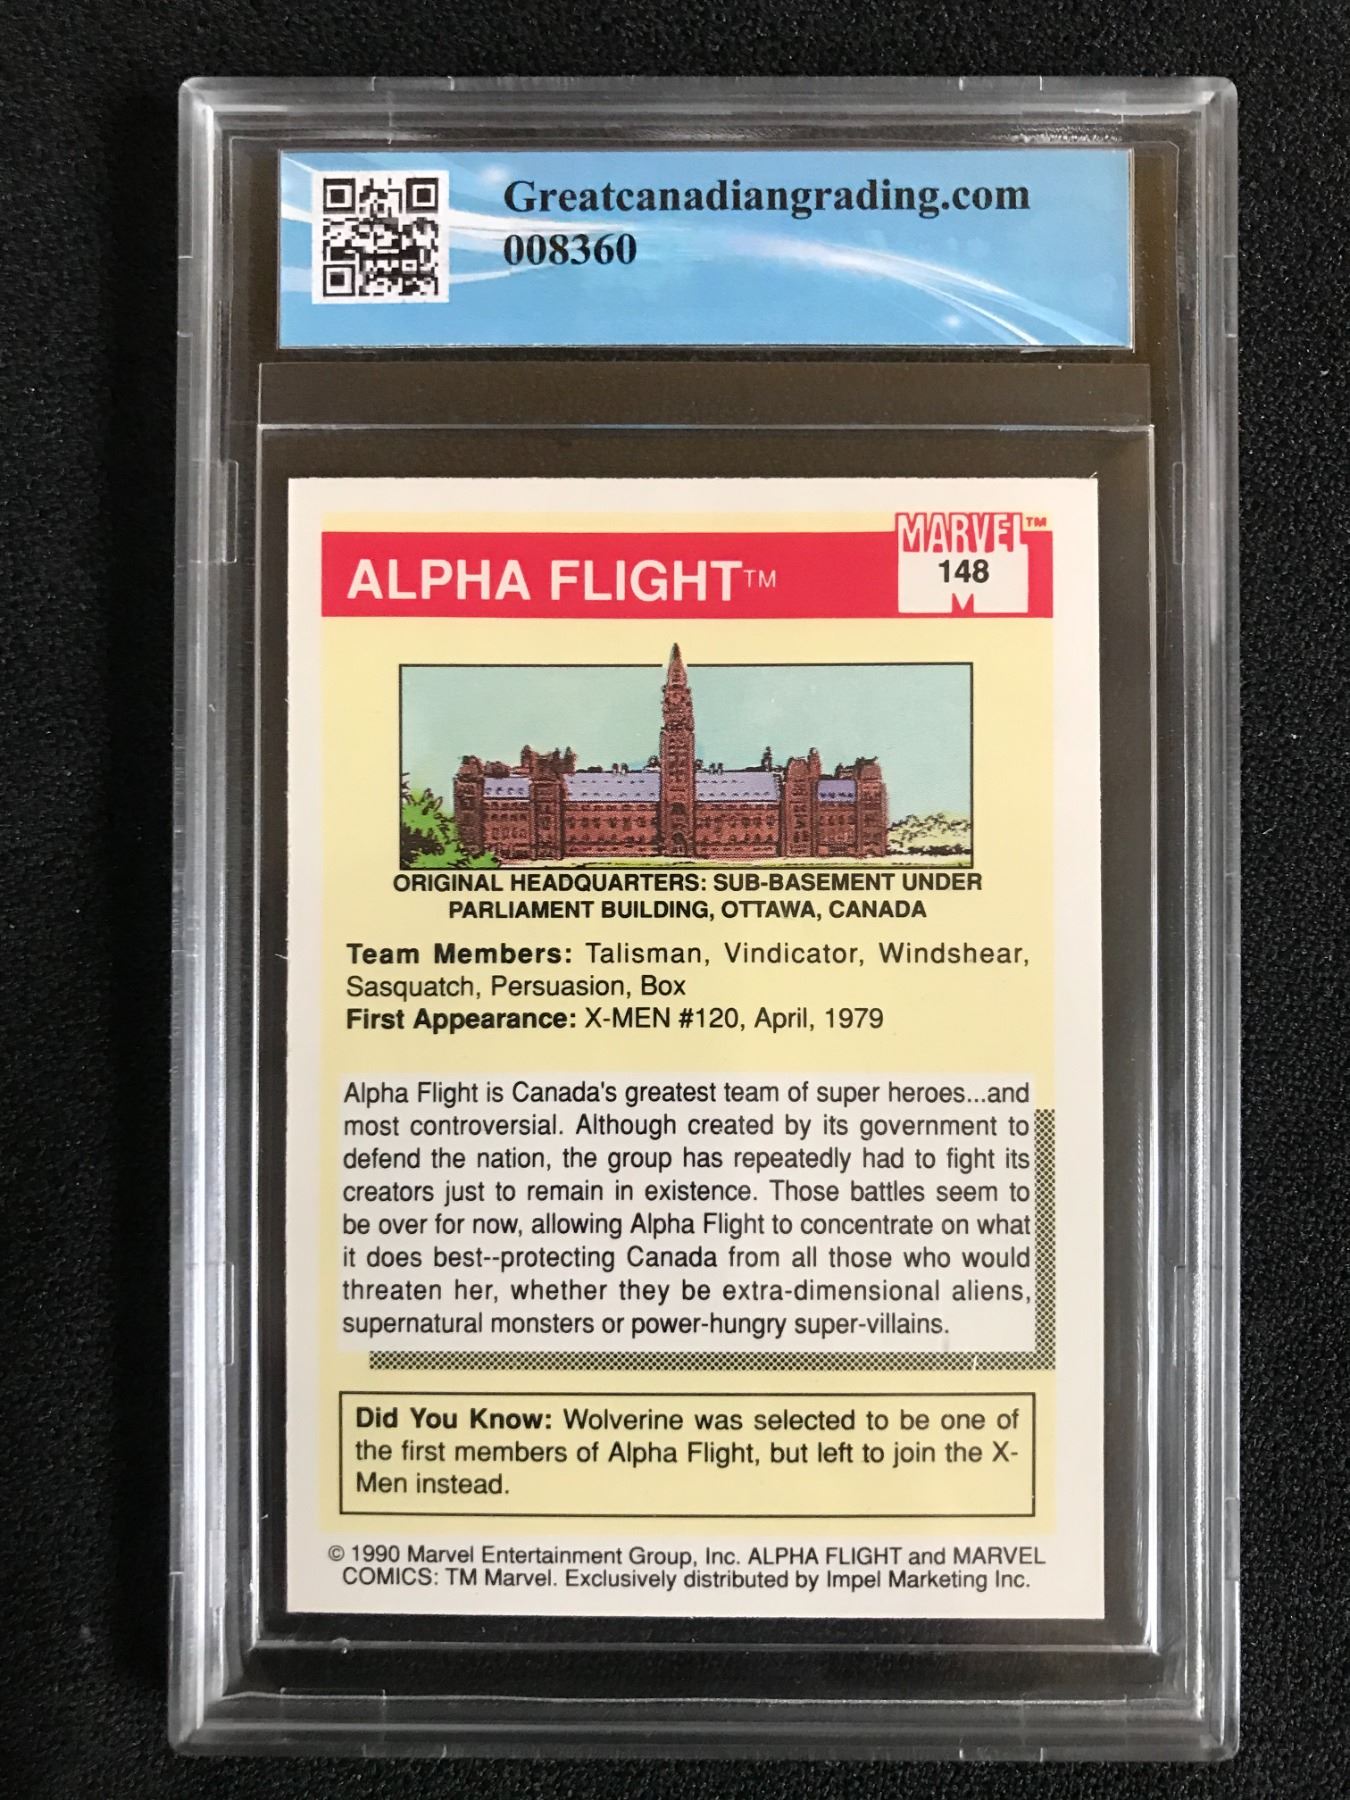 Greatcanadiangrading.com
008360
MARVEL™
ALPHA FLIGHT™
148
ORIGINAL HEADQUARTERS: SUB-BASEMENT UNDER
PARLIAMENT BUILDING, OTTAWA, CANADA
Team Members: Talisman, Vindicator, Windshear,
Sasquatch, Persuasion, Box
First Appearance: X-MEN #120, April, 1979
Alpha Flight is Canada's greatest team of super heroes...and
most controversial. Although created by its government to
defend the nation, the group has repeatedly had to fight its
creators just to remain in existence. Those battles seem to
be over for now, allowing Alpha Flight to concentrate on what
it does best--protecting Canada from all those who would
threaten her, whether they be extra-dimensional aliens,
supernatural monsters or power-hungry super-villains.
Did You Know: Wolverine was selected to be one of
the first members of Alpha Flight, but left to join the X-
Men instead.
© 1990 Marvel Entertainment Group, Inc. ALPHA FLIGHT and MARVEL
COMICS: TM Marvel. Exclusively distributed by Impel Marketing Inc.